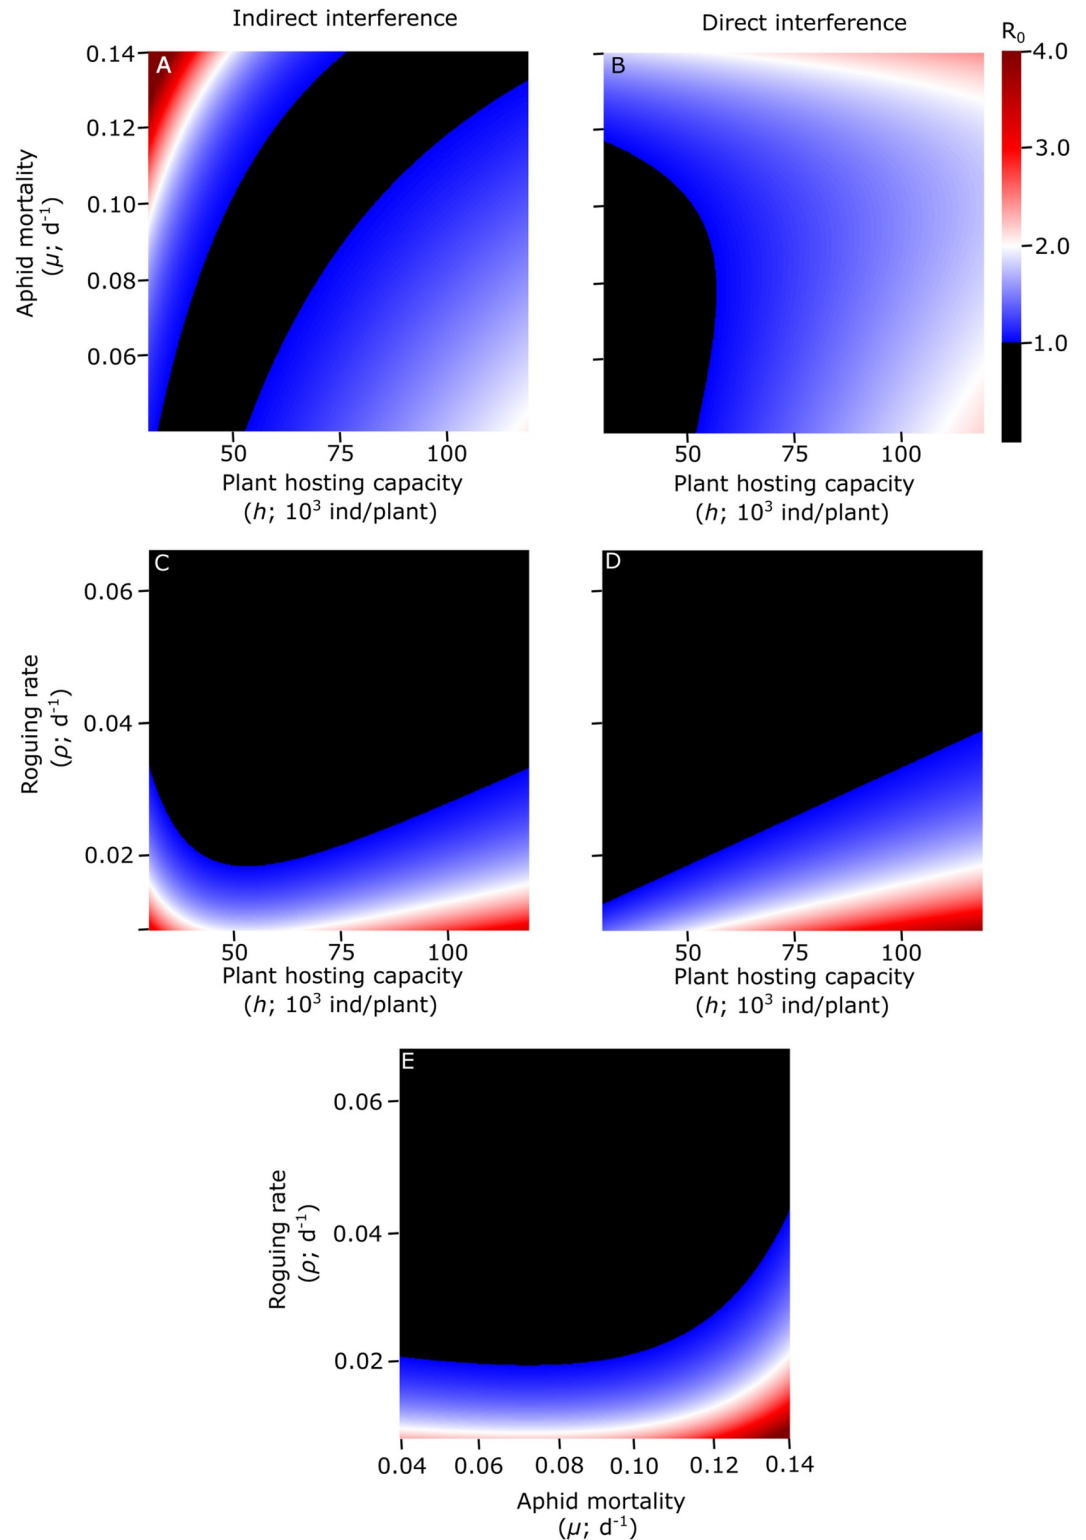 Indirect interference
Direct interference
R₀
A
B
0.14
0.12
0.10
0.08
0.06
Aphid mortality
(μ; d⁻¹)
4.0
3.0
2.0
1.0
50 75 100
Plant hosting capacity
(h; 10³ ind/plant)
50 75 100
Plant hosting capacity
(h; 10³ ind/plant)
C
D
0.06
0.04
0.02
Roguing rate
(ρ; d⁻¹)
50 75 100
Plant hosting capacity
(h; 10³ ind/plant)
50 75 100
Plant hosting capacity
(h; 10³ ind/plant)
E
0.06
0.04
0.02
Roguing rate
(ρ; d⁻¹)
0.04 0.06 0.08 0.10 0.12 0.14
Aphid mortality
(μ; d⁻¹)